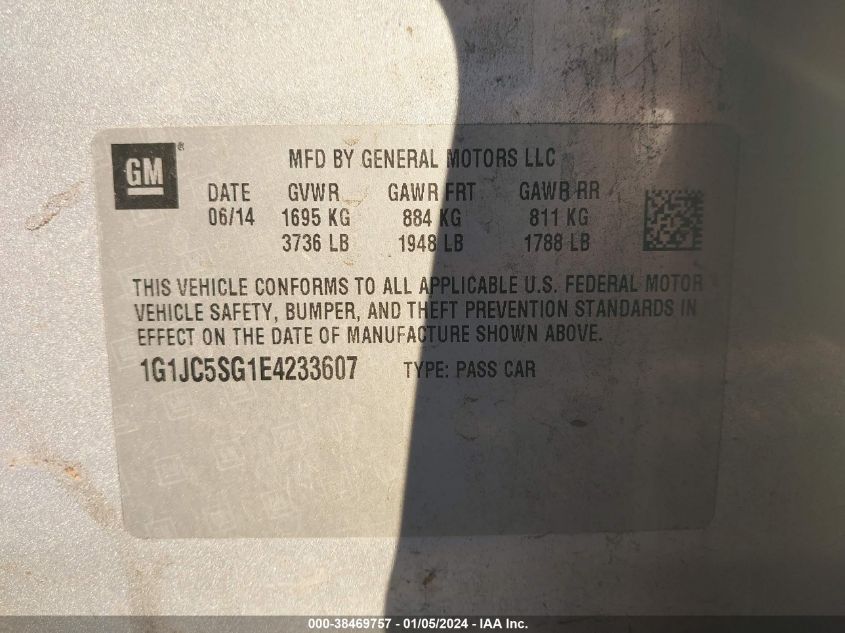 GM®
MFD BY GENERAL MOTORS LLC
DATE GVWR GAWR FRT GAWR RR
06/14 1695 KG 884 KG 811 KG
3736 LB 1948 LB 1788 LB
THIS VEHICLE CONFORMS TO ALL APPLICABLE U.S. FEDERAL MOTOR
VEHICLE SAFETY, BUMPER, AND THEFT PREVENTION STANDARDS IN
EFFECT ON THE DATE OF MANUFACTURE SHOWN ABOVE.
1G1JC5SG1E4233607 TYPE: PASS CAR
000-38469757 - 01/05/2024 - IAA Inc.